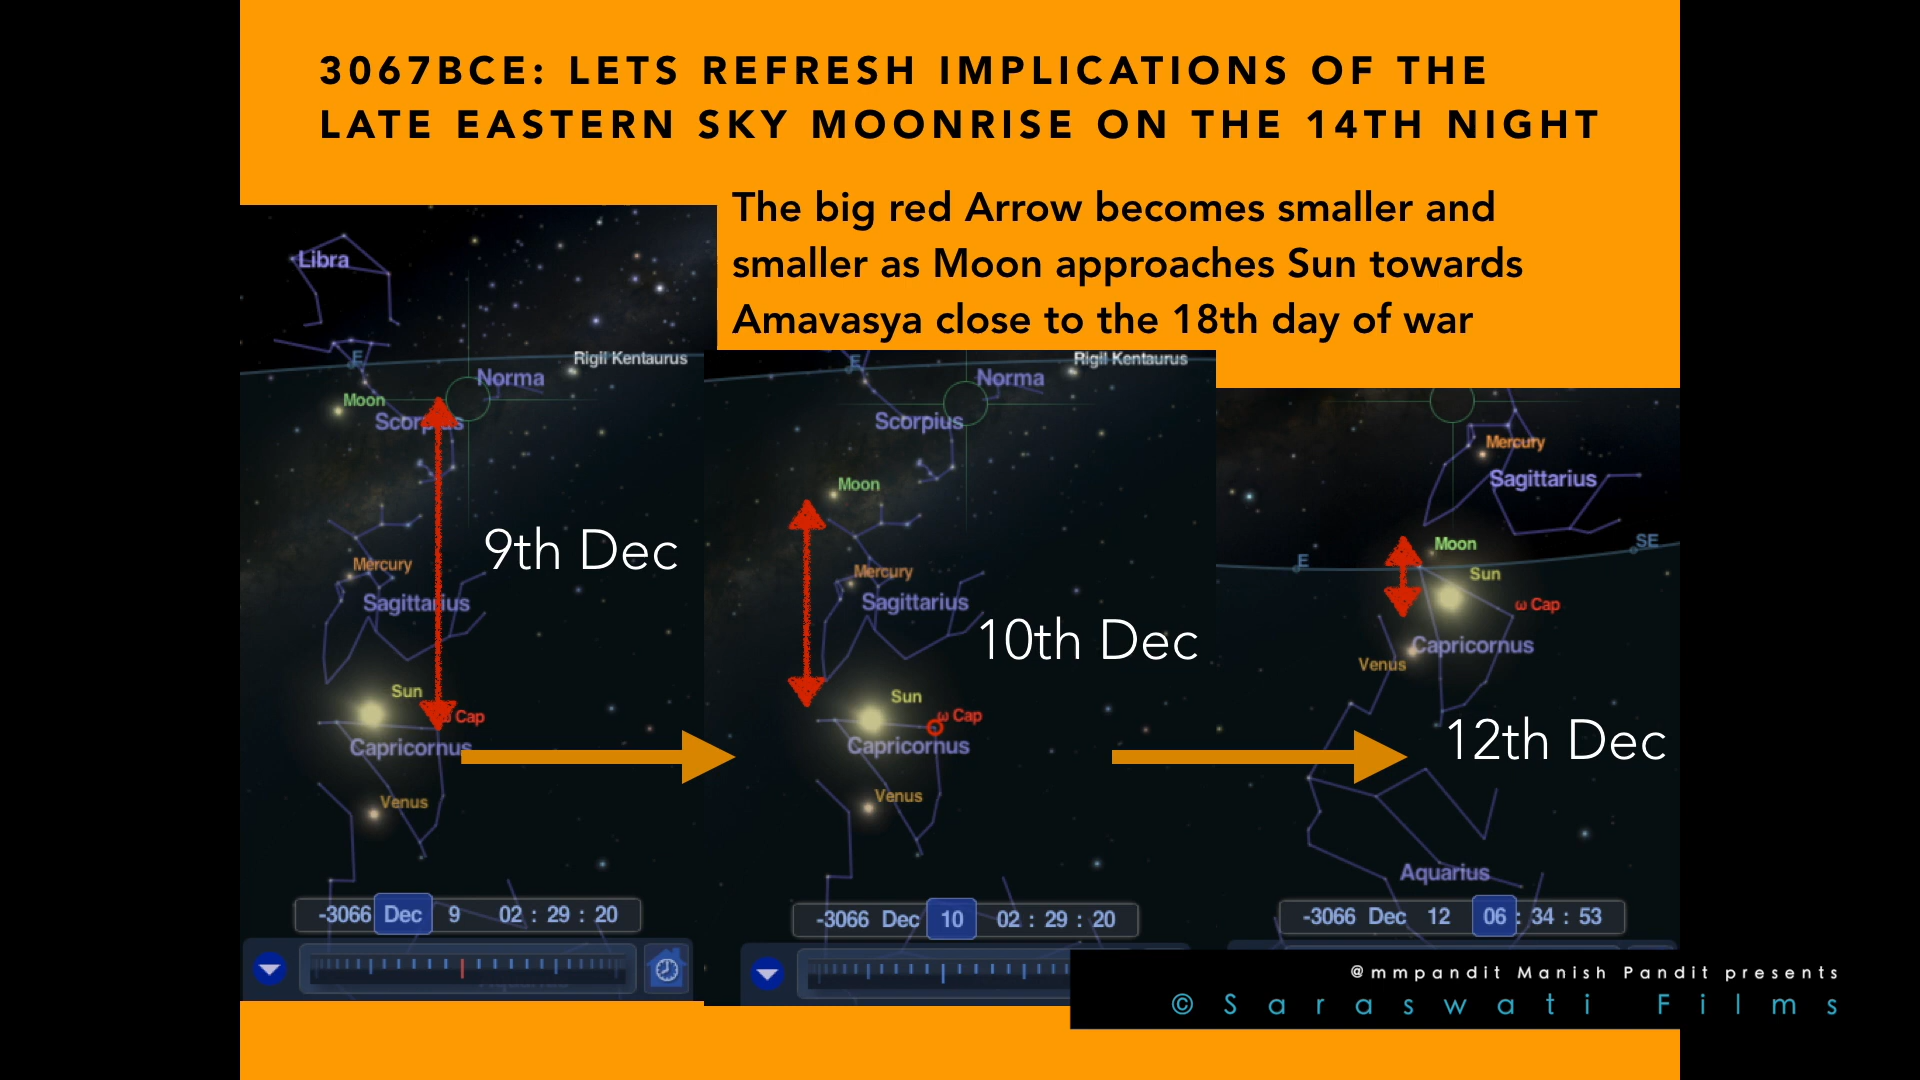 3067BCE: LETS REFRESH IMPLICATIONS OF THE
LATE EASTERN SKY MOONRISE ON THE 14TH NIGHT
The big red Arrow becomes smaller and
smaller as Moon approaches Sun towards
Amavasya close to the 18th day of war
Libra
E
Rigil Kentaurus
Norma
Moon
Scorpius
9th Dec
Mercury
Sagittarius
Sun
ω Cap
Capricornus
Venus
-3066 Dec 9 02 : 29 : 20
E
Rigil Kentaurus
Norma
Scorpius
Moon
Mercury
Sagittarius
10th Dec
Sun
ω Cap
Capricornus
Venus
-3066 Dec 10 02 : 29 : 20
Mercury
Sagittarius
Moon
SE
E
Sun
ω Cap
Capricornus
Venus
12th Dec
Aquarius
-3066 Dec 12 06 : 34 : 53
@mmpandit Manish Pandit presents
© Saraswati Films